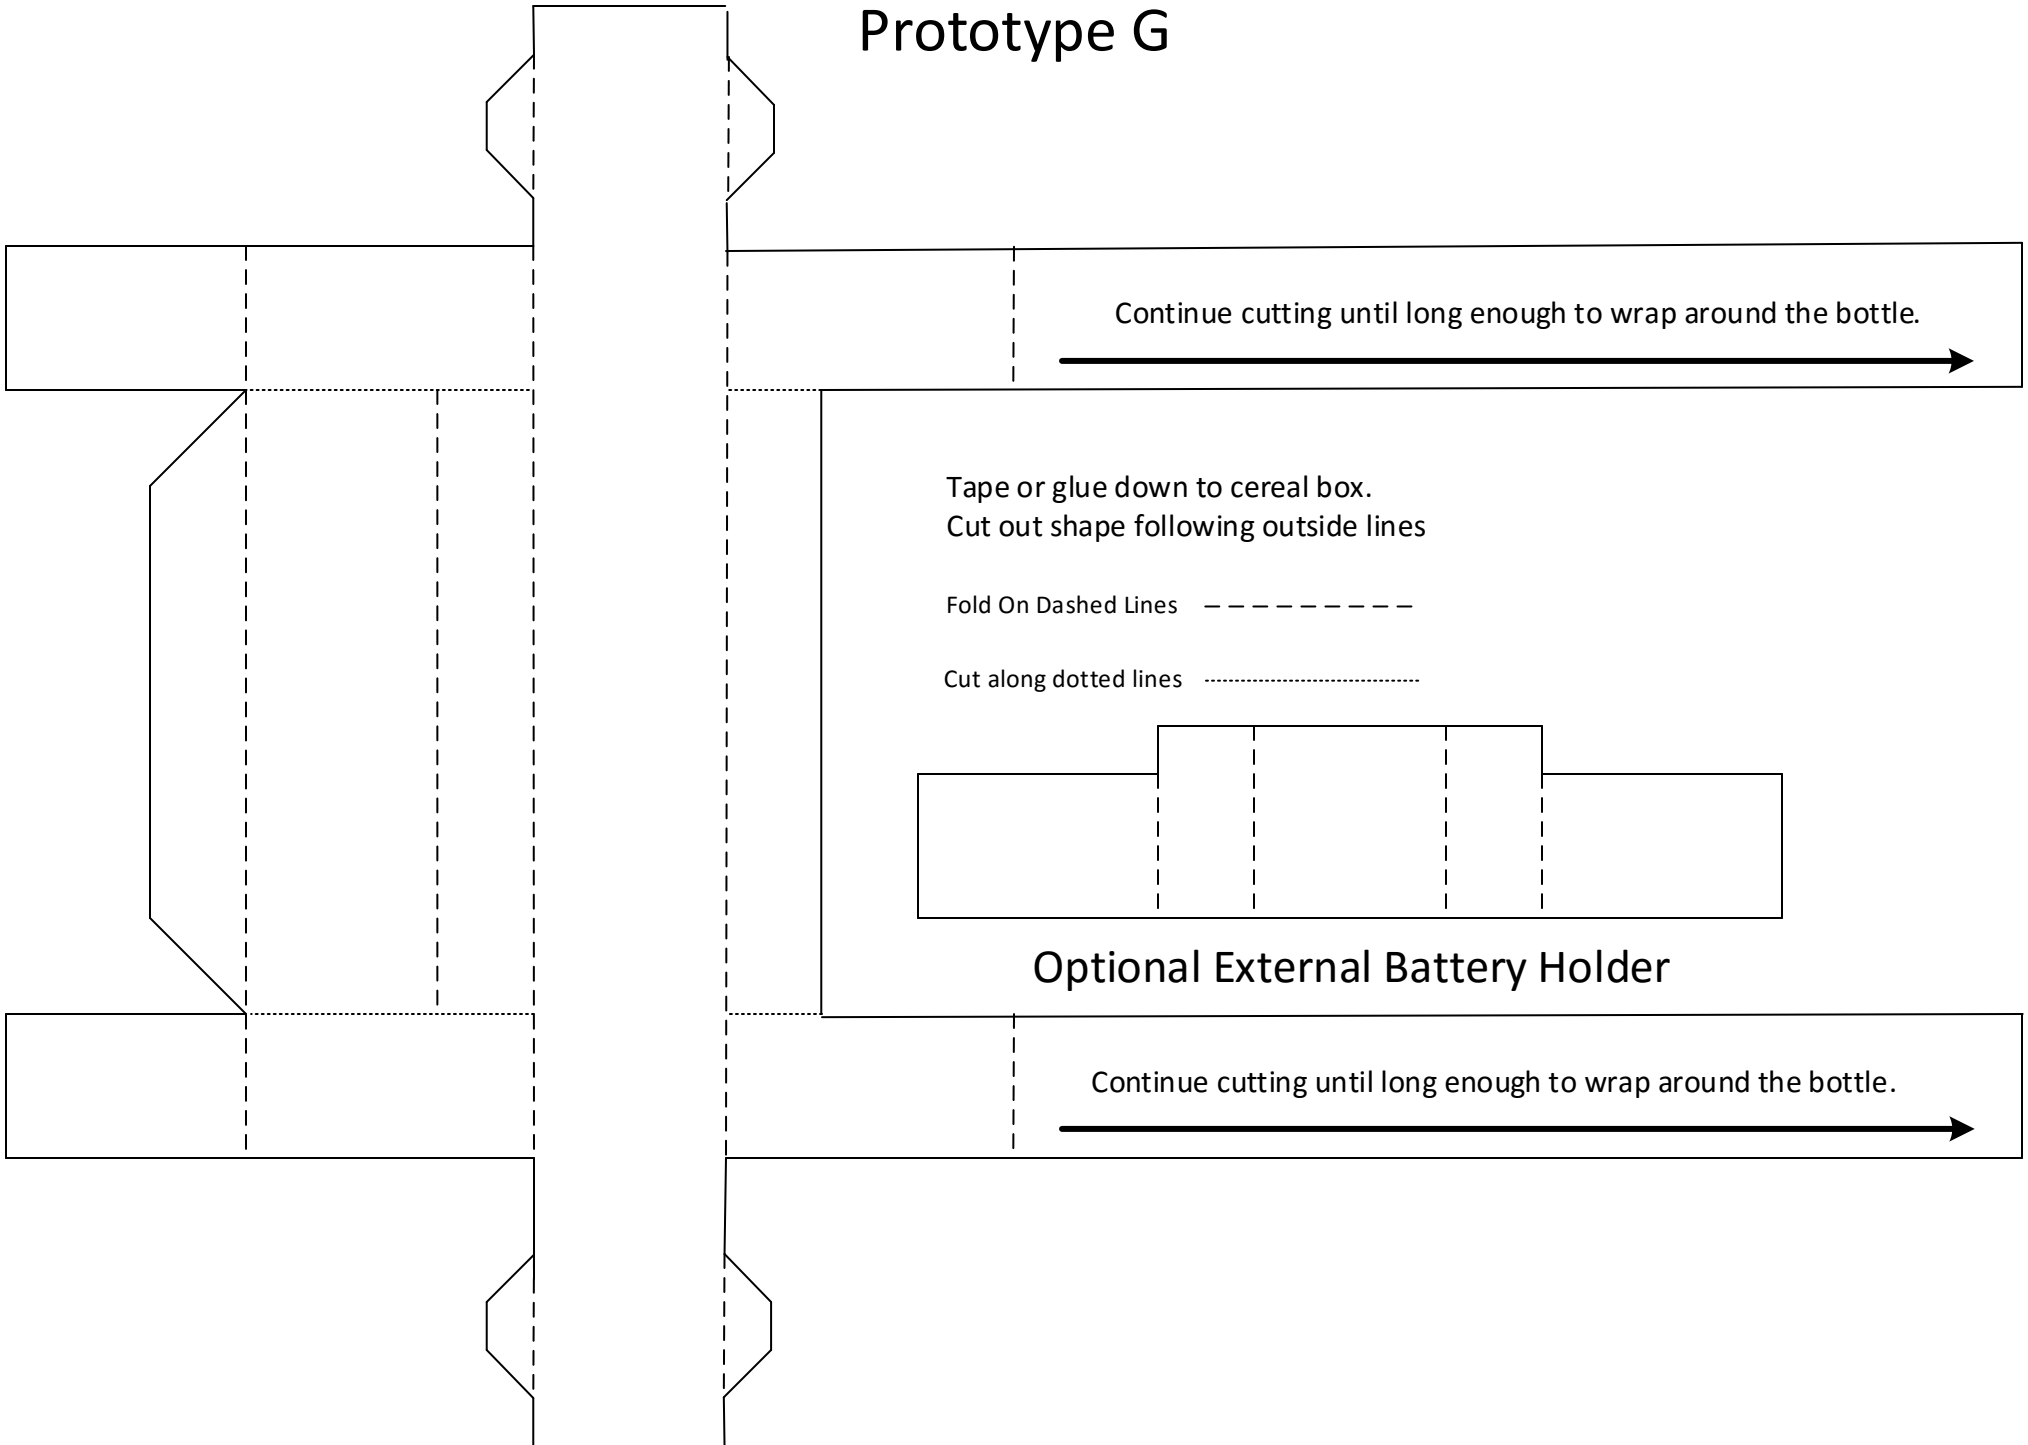 Prototype G
Continue cutting until long enough to wrap around the bottle.
Tape or glue down to cereal box.
Cut out shape following outside lines
Fold On Dashed Lines
Cut along dotted lines
Optional External Battery Holder
Continue cutting until long enough to wrap around the bottle.